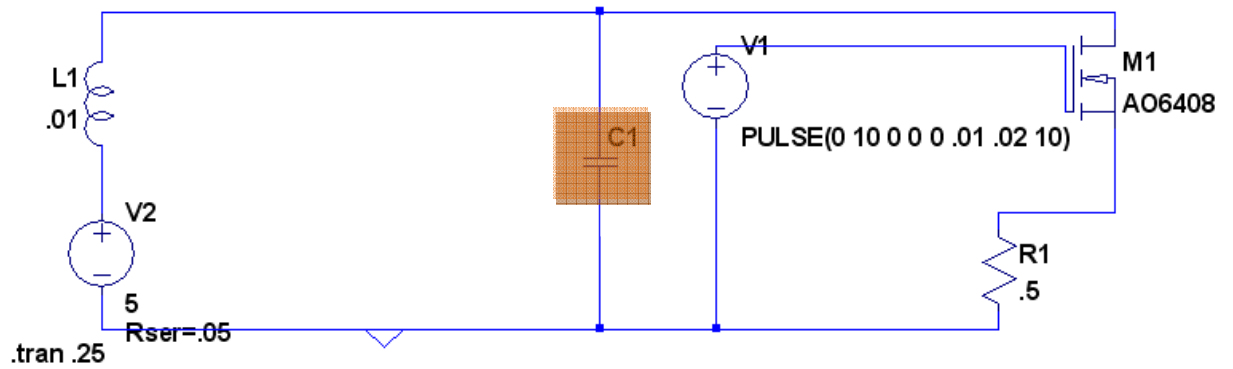 V1
L1
.01
M1
AO6408
C1
PULSE(0 10 0 0 0 .01 .02 10)
V2
5
Rser=.05
R1
.5
.tran .25